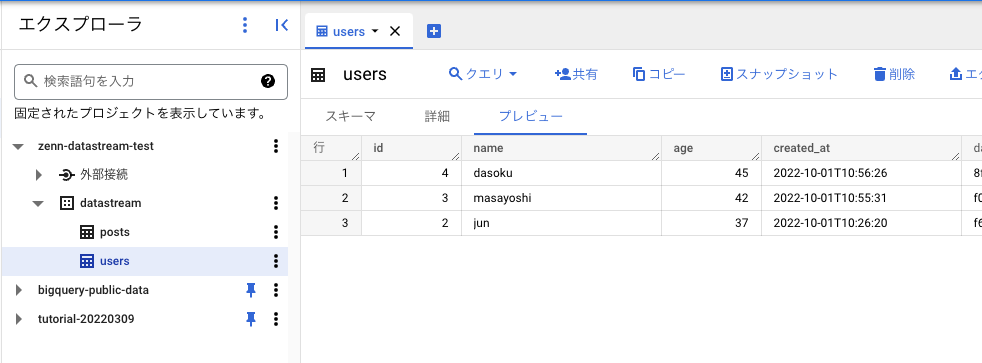 エクスプローラ
検索語句を入力
固定されたプロジェクトを表示しています。
zenn-datastream-test
外部接続
datastream
posts
users
bigquery-public-data
tutorial-20220309
users
users クエリ 共有 コピー スナップショット 削除 エク
スキーマ 詳細 プレビュー
行 id name age created_at da
1 4 dasoku 45 2022-10-01T10:56:26
2 3 masayoshi 42 2022-10-01T10:55:31 f0
3 2 jun 37 2022-10-01T10:26:20 f6